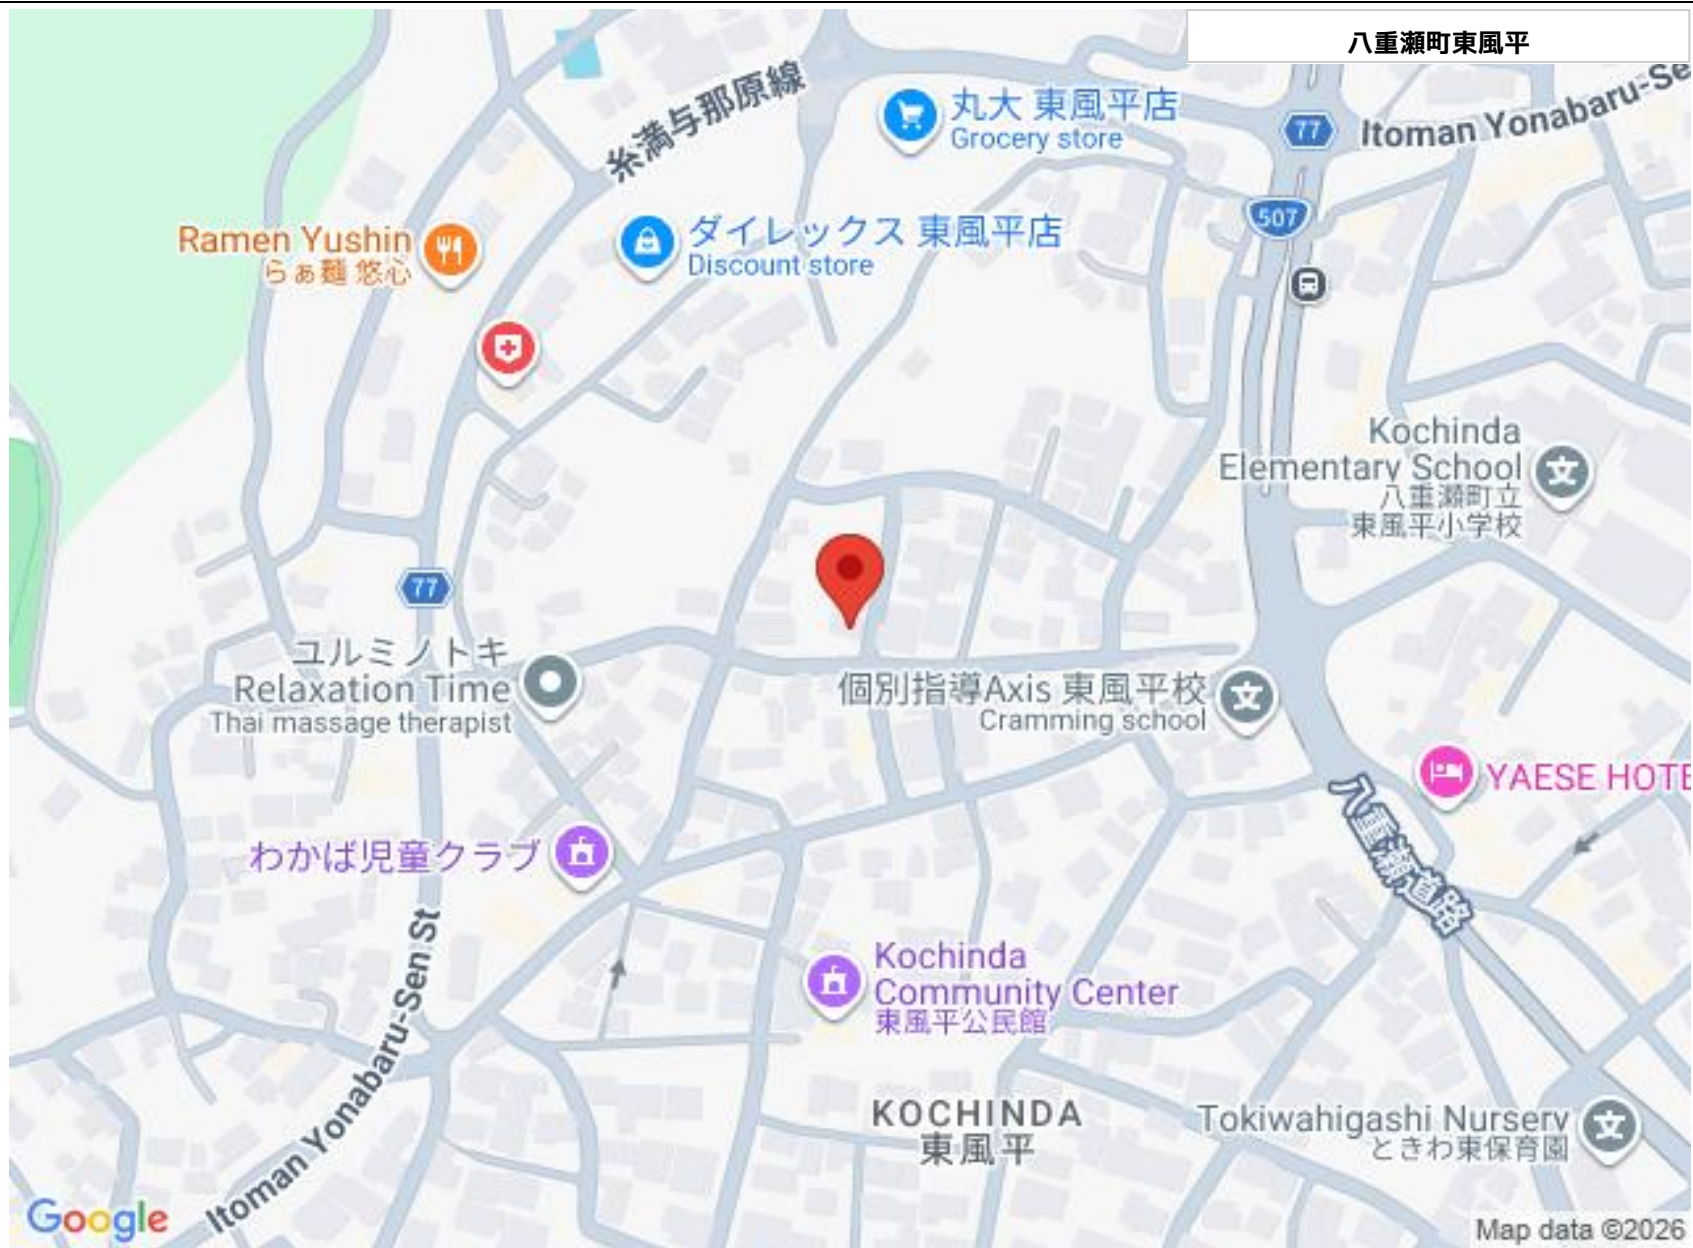 八重瀬町東風平
糸満与那原線
丸大 東風平店
Grocery store
77
Itoman Yonabaru-Se
507
Ramen Yushin
らぁ麺 悠心
ダイレックス 東風平店
Discount store
Kochinda
Elementary School
八重瀬町立
東風平小学校
77
ユルミノトキ
Relaxation Time
Thai massage therapist
個別指導Axis 東風平校
Cramming school
YAESE HOTE
八重瀬道路
わかば児童クラブ
Kochinda
Community Center
東風平公民館
Itoman Yonabaru-Sen St
KOCHINDA
東風平
Tokiwahigashi Nursery
ときわ東保育園
Google
Map data ©2026